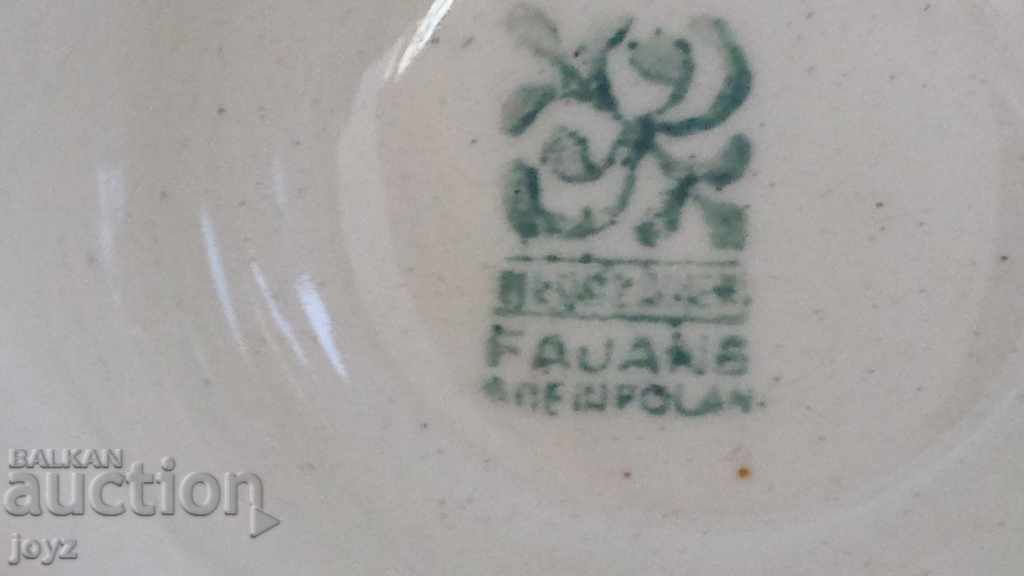 FAJANS
MADE IN POLAND
BALKAN
auction
joyz